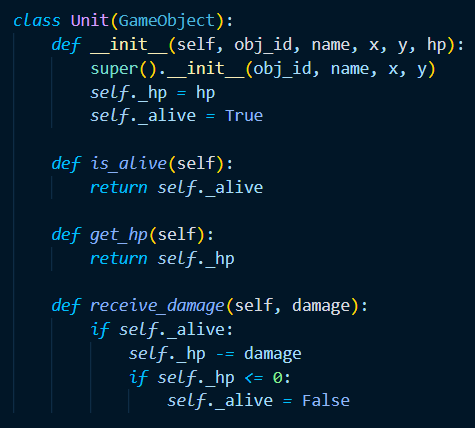 class Unit(GameObject):
    def __init__(self, obj_id, name, x, y, hp):
        super().__init__(obj_id, name, x, y)
        self._hp = hp
        self._alive = True

    def is_alive(self):
        return self._alive

    def get_hp(self):
        return self._hp

    def receive_damage(self, damage):
        if self._alive:
            self._hp -= damage
            if self._hp <= 0:
                self._alive = False